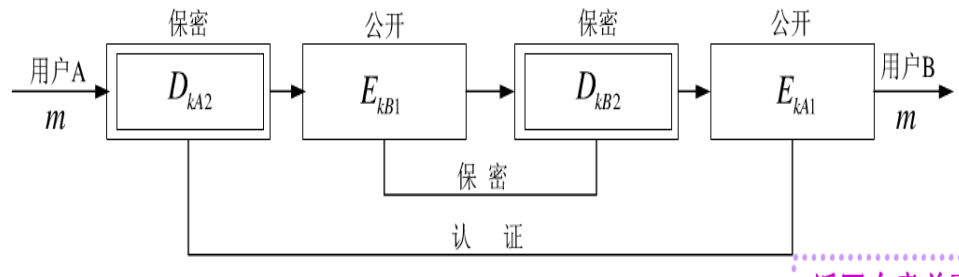 保密 公开 保密 公开
用户A D_{kA2} E_{kB1} D_{kB2} E_{kA1} 用户B
m m
保 密
认 证